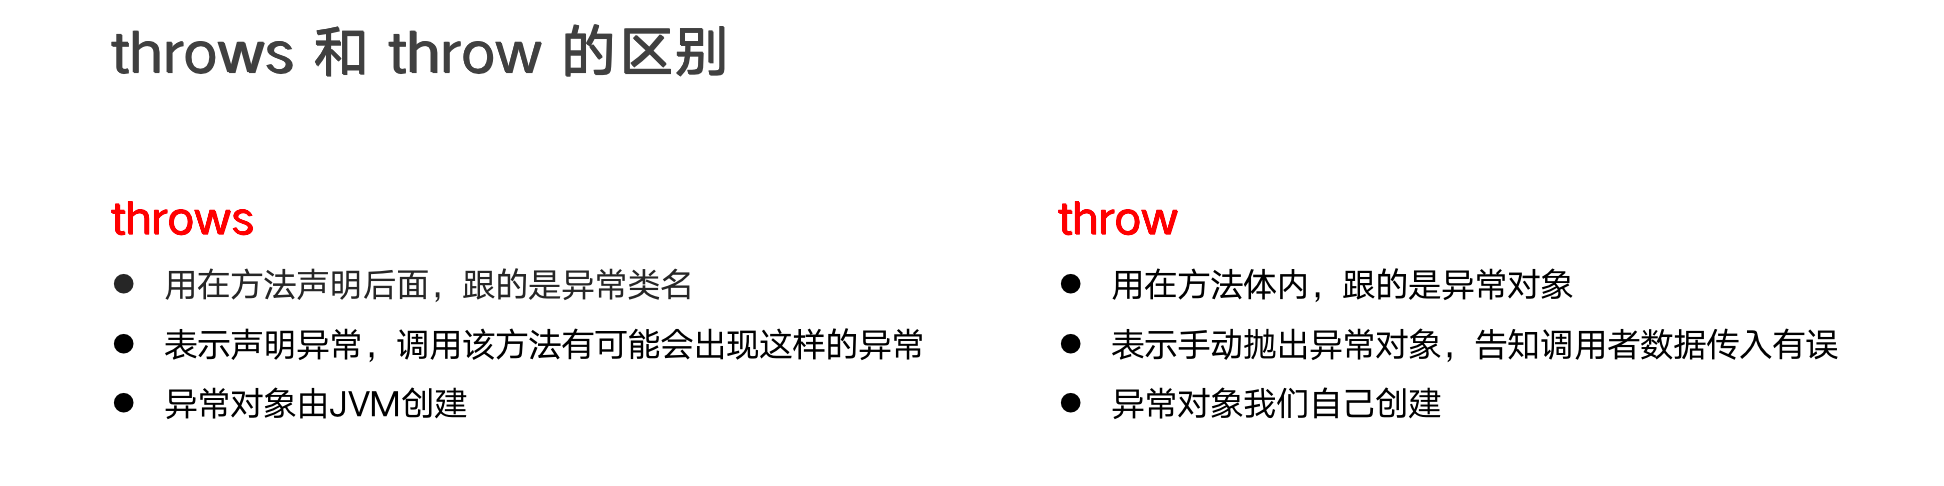 throws 和 throw 的区别
throws
● 用在方法声明后面，跟的是异常类名
● 表示声明异常，调用该方法有可能会出现这样的异常
● 异常对象由JVM创建
throw
● 用在方法体内，跟的是异常对象
● 表示手动抛出异常对象，告知调用者数据传入有误
● 异常对象我们自己创建